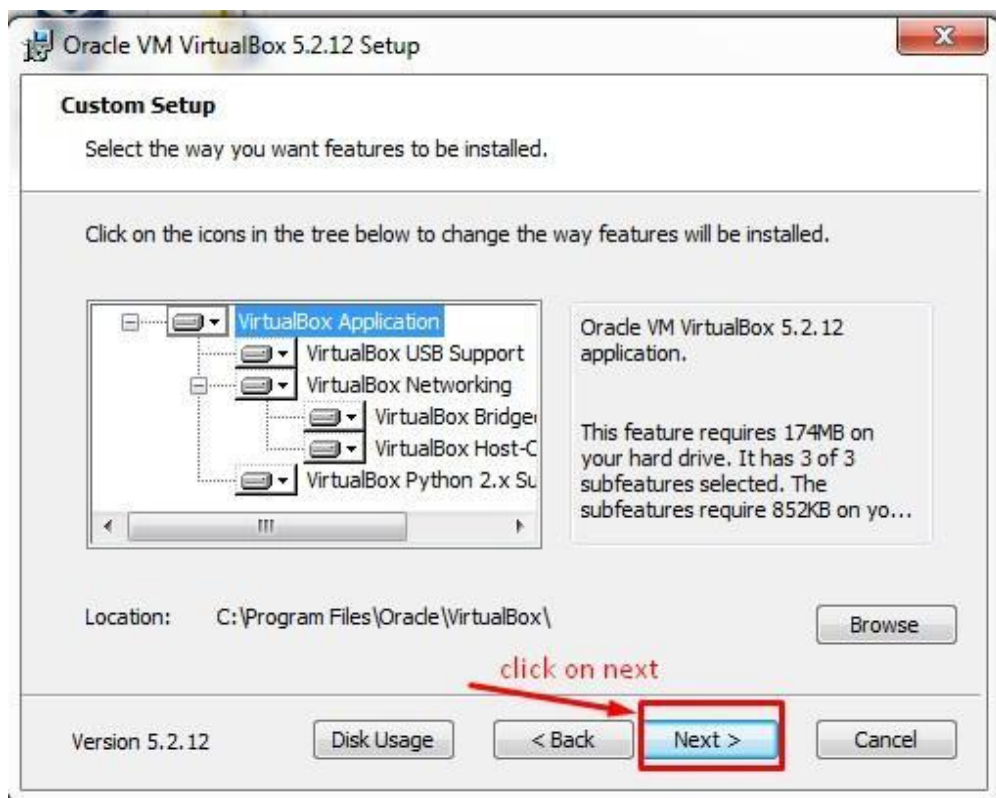 Oracle VM VirtualBox 5.2.12 Setup
Custom Setup
Select the way you want features to be installed.
Click on the icons in the tree below to change the way features will be installed.
VirtualBox Application
VirtualBox USB Support
VirtualBox Networking
VirtualBox Bridge
VirtualBox Host-C
VirtualBox Python 2.x Su
Oracle VM VirtualBox 5.2.12
application.
This feature requires 174MB on
your hard drive. It has 3 of 3
subfeatures selected. The
subfeatures require 852KB on yo...
Location: C:\Program Files\Oracle\VirtualBox\
Browse
click on next
Version 5.2.12
Disk Usage
< Back
Next >
Cancel